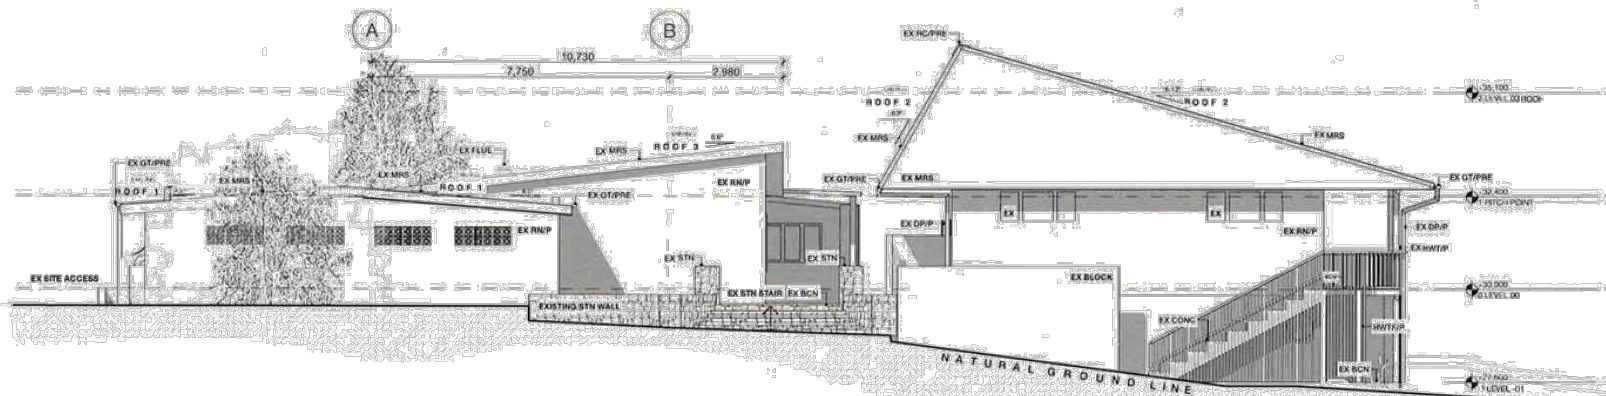 A
B
10,730
7,750
2,980
EX RC/PRE
35,100
ROOF 2
ROOF 2
EX MRS
EX MRS
EX FLUE
EX MRS
ROOF 3
6.6°
EX GT/PRE
EX MRS
EX MRS
ROOF 1
ROOF 1
EX GT/PRE
EX RN/P
EX GT/PRE
EX MRS
EX GT/PRE
32,400
PITCH POINT
EX
EX
EX DP/P
EX RN/P
EX DP/P
EX RN/P
EX HWT/P
EX SITE ACCESS
EX STN
EX STN
EX BLOCK
EX STN STAIR
EX BCN
EXISTING STN WALL
30,000
LEVEL 00
EX CONC
HWTF/P
EX BCN
NATURAL GROUND LINE
LEVEL -01